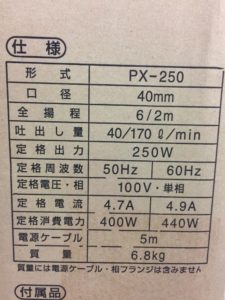 仕様
形式 PX-250
口径 40mm
全揚程 6/2m
吐出し量 40/170ℓ/min
定格出力 250W
定格周波数 50Hz 60Hz
定格電圧・相 100V・単相
定格電流 4.7A 4.9A
定格消費電力 400W 440W
電源ケーブル 5m
質量 6.8kg
質量には電源ケーブル・相フランジは含みません
付属品